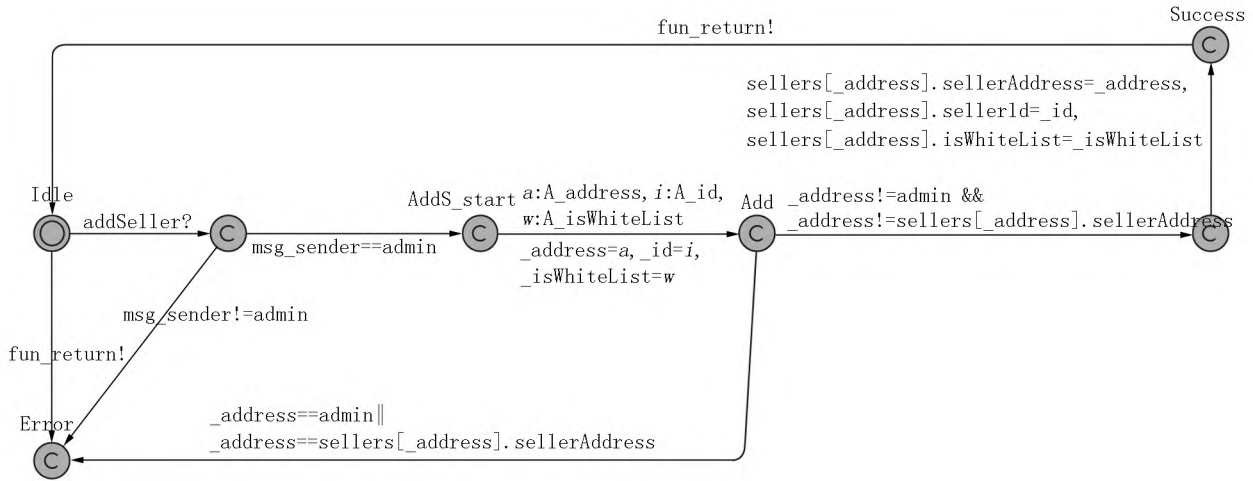 Success
fun_return!
sellers[_address].sellerAddress=_address,
sellers[_address].sellerId=_id,
sellers[_address].isWhiteList=_isWhiteList
Idle
addSeller?
msg_sender==admin
AddS_start
a:A_address, i:A_id,
w:A_isWhiteList
_address=a, _id=i,
_isWhiteList=w
Add
_address!=admin &&
_address!=sellers[_address].sellerAddress
C
C
C
C
C
msg_sender!=admin
fun_return!
Error
_address==admin||
_address==sellers[_address].sellerAddress
C